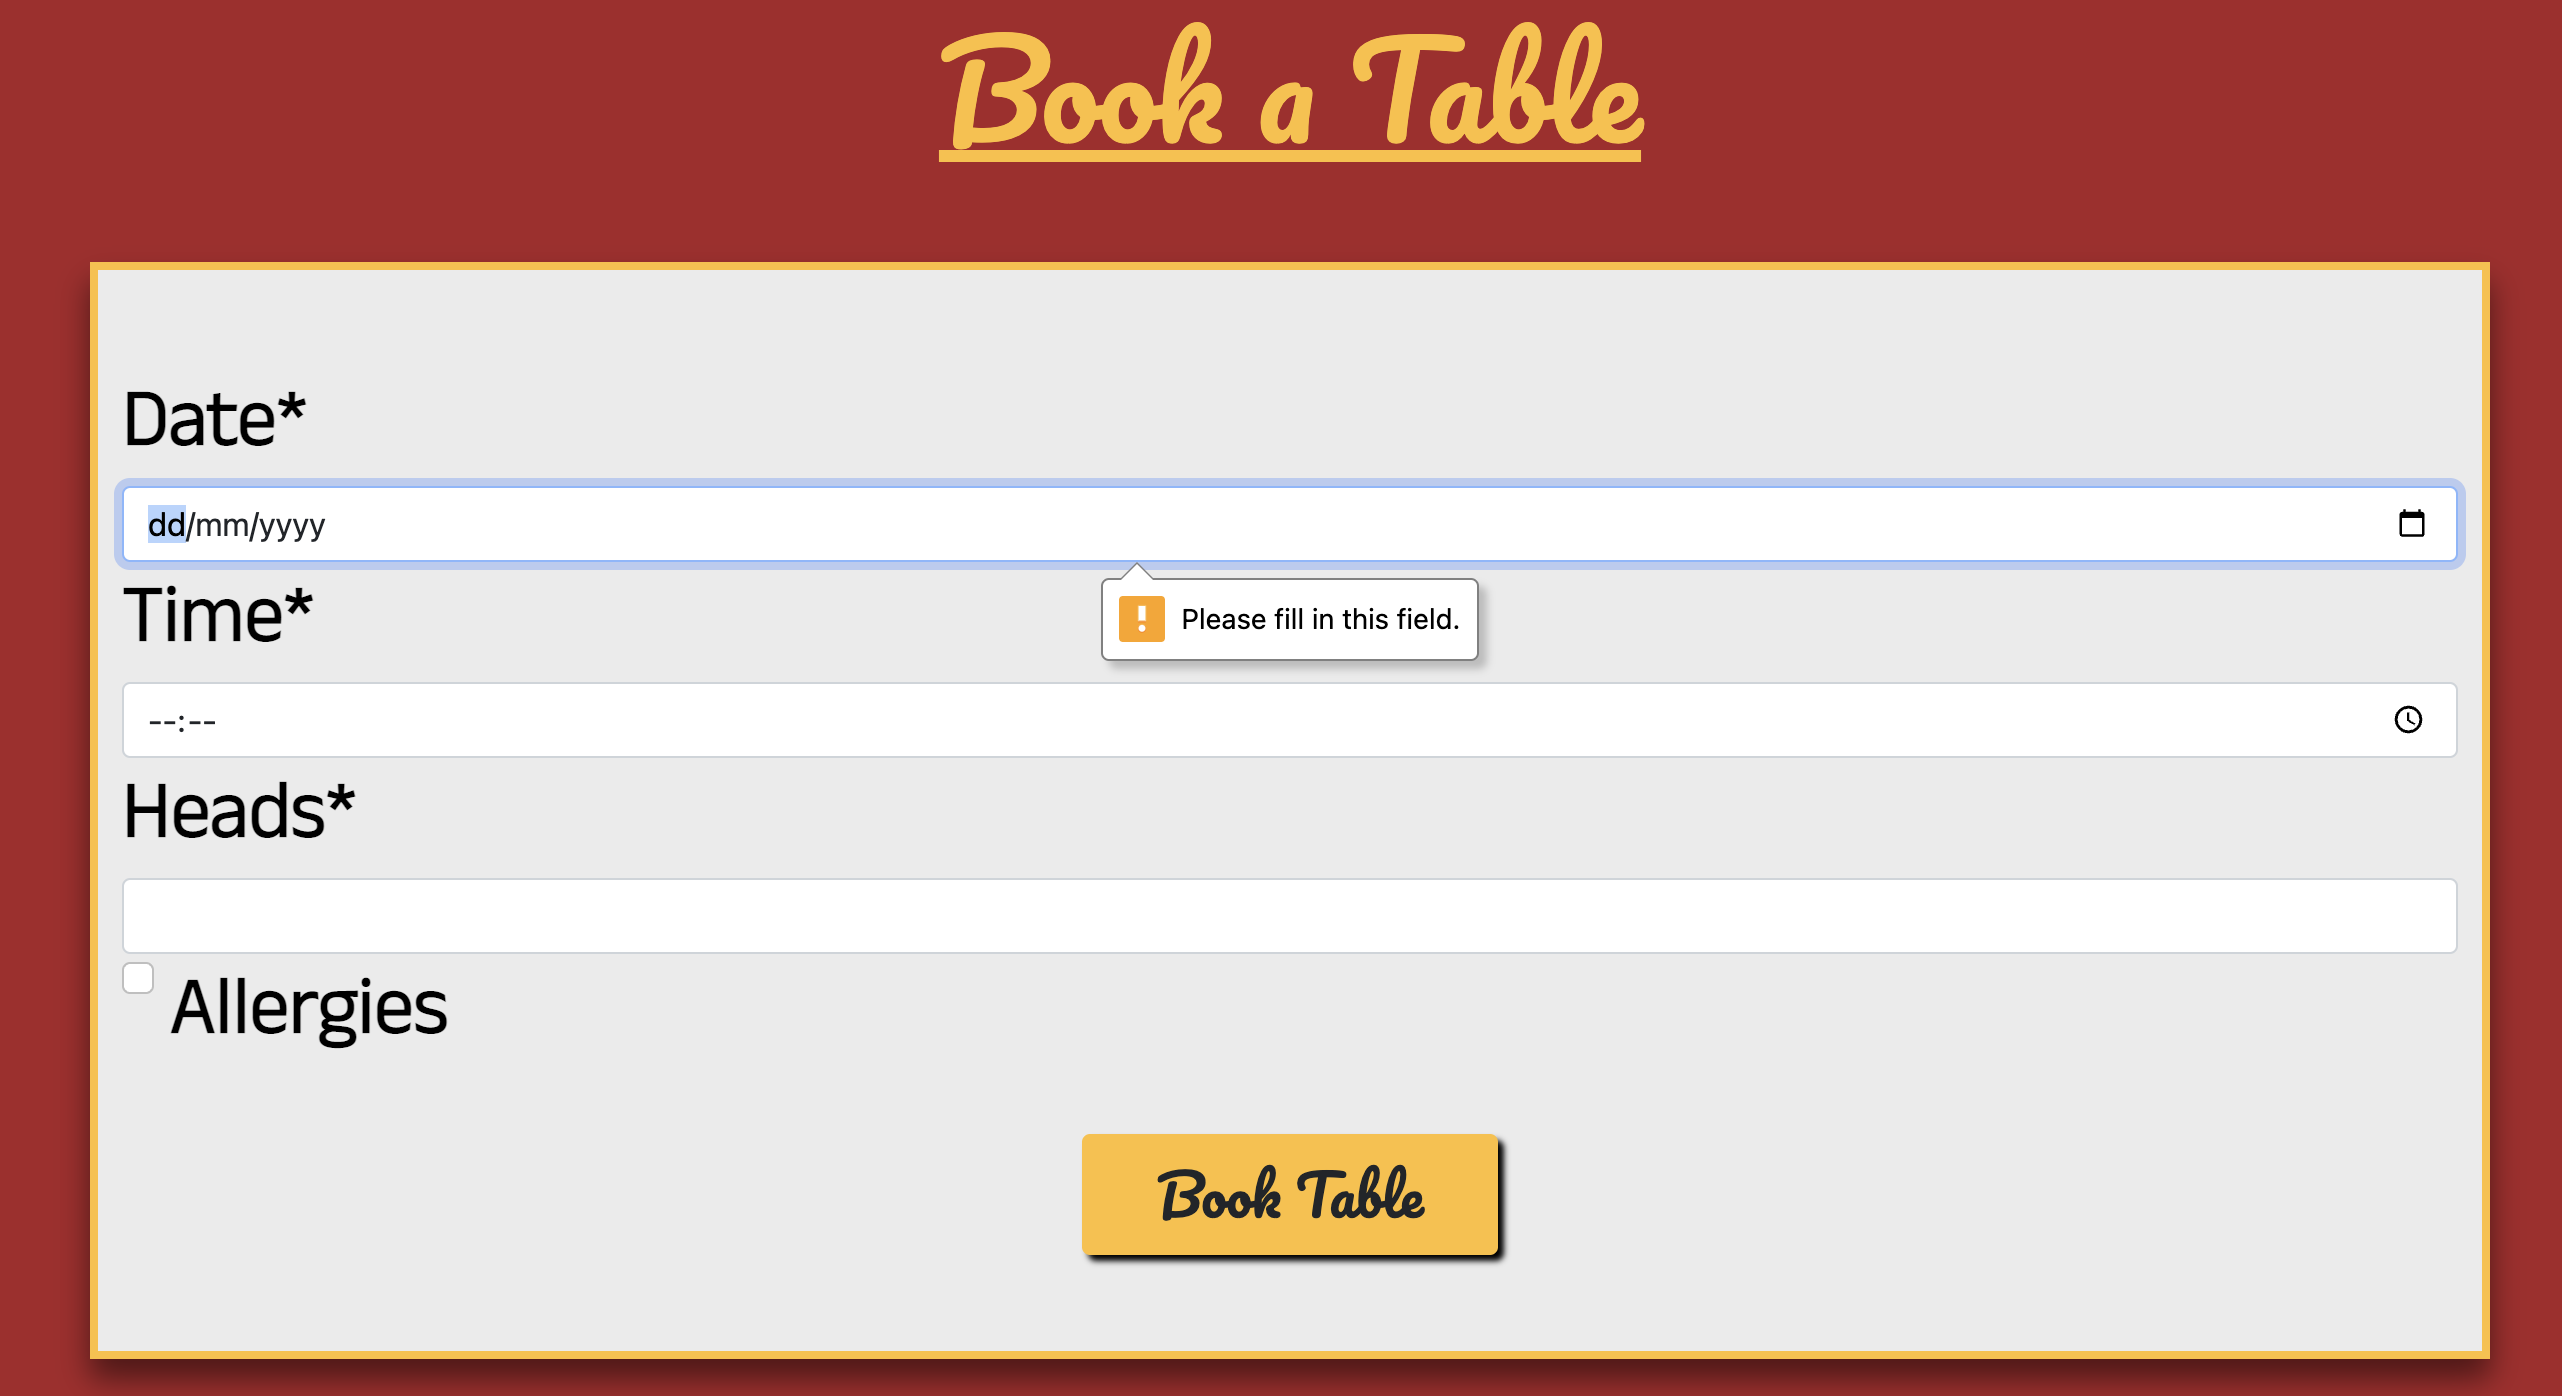 Book a Table
Date*
dd/mm/yyyy
Please fill in this field.
Time*
--:--
Heads*
Allergies
Book Table